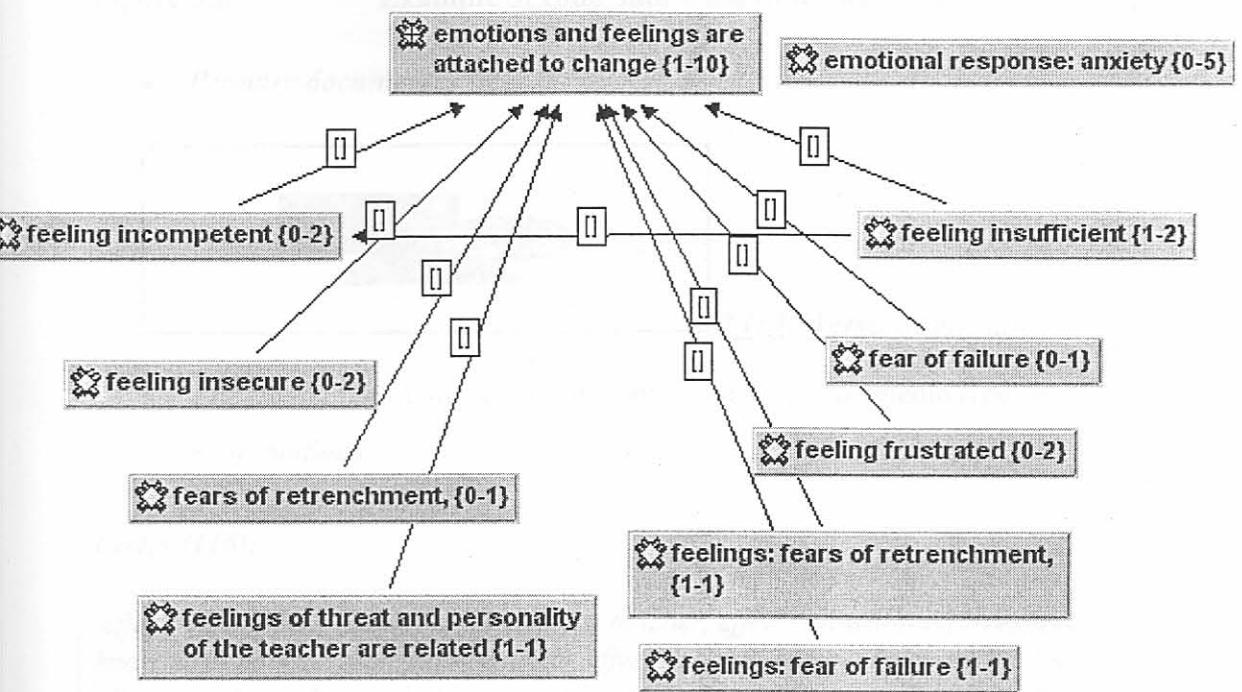 emotions and feelings are
attached to change {1-10}
emotional response: anxiety {0-5}
[]
[]
feeling incompetent {0-2}
[]
[]
[]
feeling insufficient {1-2}
[]
[]
[]
[]
[]
fear of failure {0-1}
feeling insecure {0-2}
feeling frustrated {0-2}
fears of retrenchment, {0-1}
feelings: fears of retrenchment,
{1-1}
feelings of threat and personality
of the teacher are related {1-1}
feelings: fear of failure {1-1}